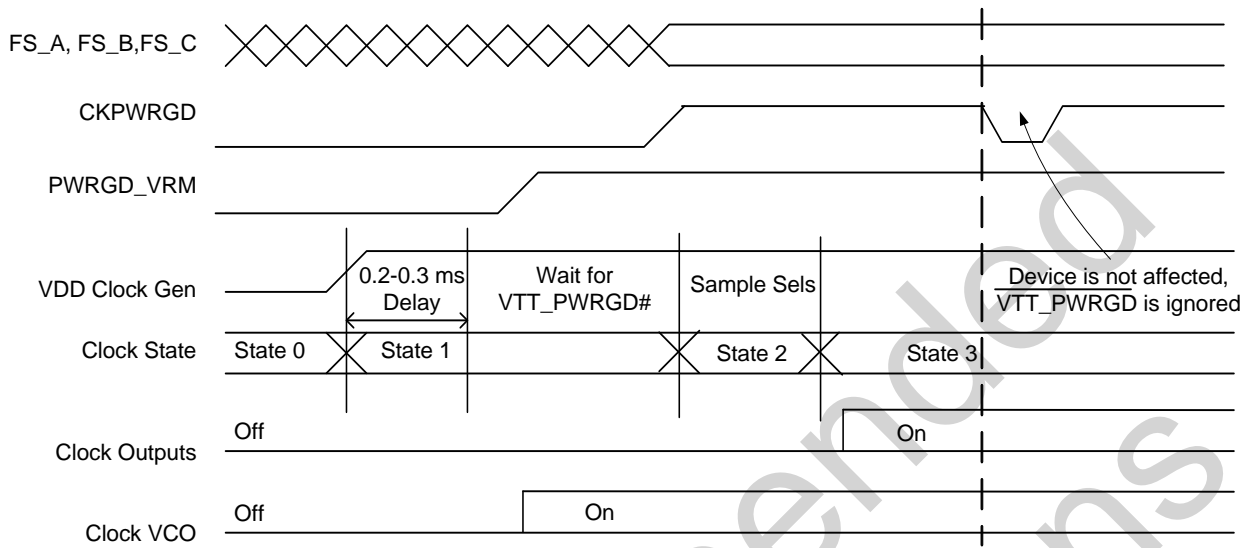 FS_A, FS_B,FS_C
CKPWRGD
PWRGD_VRM
VDD Clock Gen
0.2-0.3 ms
Delay
Wait for
VTT_PWRGD#
Sample Sels
Device is not affected,
VTT_PWRGD is ignored
Clock State
State 0
State 1
State 2
State 3
Clock Outputs
Off
On
Clock VCO
Off
On